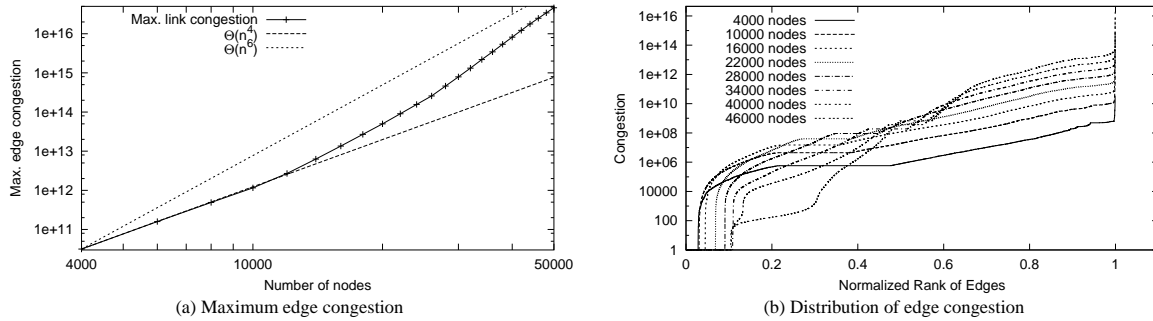 Max. edge congestion
1e+16
1e+15
1e+14
1e+13
1e+12
1e+11
Max. link congestion
Θ(n^4)
Θ(n^6)
4000 10000 50000
Number of nodes
(a) Maximum edge congestion
Congestion
1e+16
1e+14
1e+12
1e+10
1e+08
1e+06
10000
100
1
4000 nodes
10000 nodes
16000 nodes
22000 nodes
28000 nodes
34000 nodes
40000 nodes
46000 nodes
0 0.2 0.4 0.6 0.8 1
Normalized Rank of Edges
(b) Distribution of edge congestion